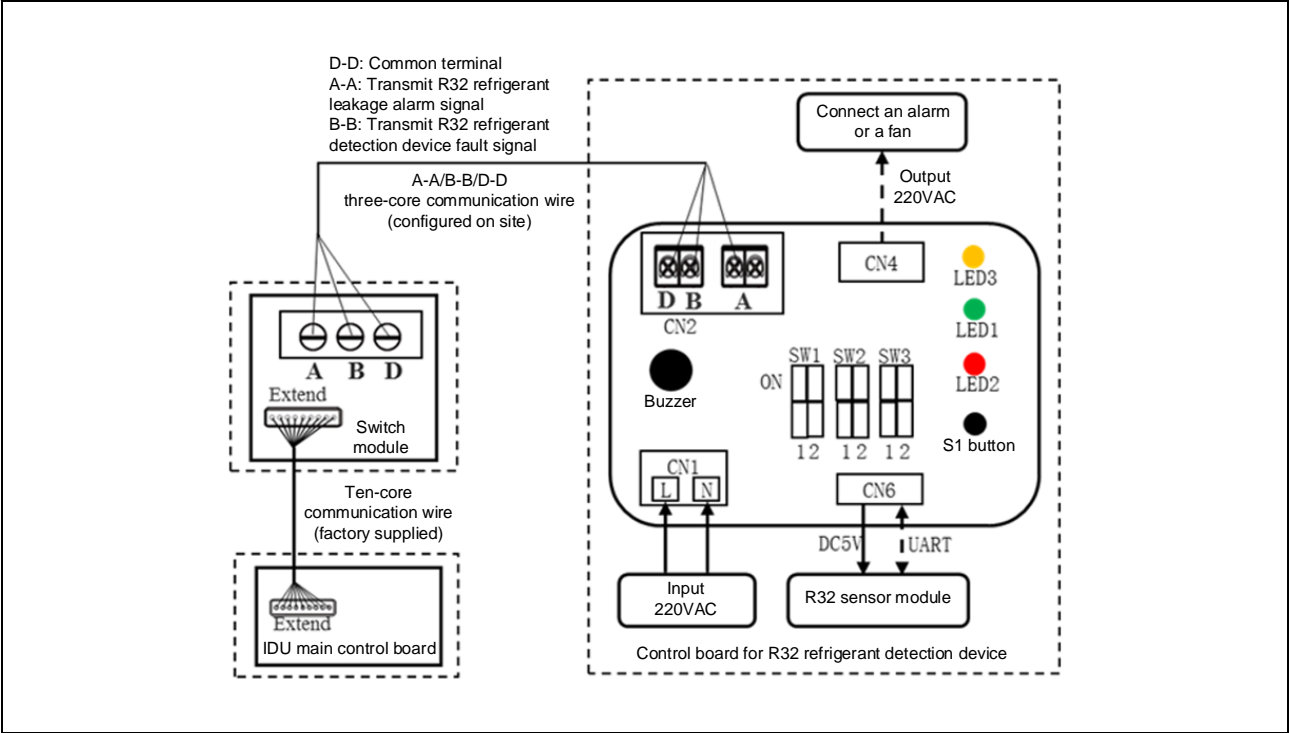 D-D: Common terminal
A-A: Transmit R32 refrigerant
leakage alarm signal
B-B: Transmit R32 refrigerant
detection device fault signal
A-A/B-B/D-D
three-core communication wire
(configured on site)
Connect an alarm
or a fan
Output
220VAC
D B A
CN2
CN4
LED3
LED1
LED2
S1 button
Buzzer
SW1 SW2 SW3
ON
1 2 1 2 1 2
CN1
L N
CN6
DC5V
UART
Input
220VAC
R32 sensor module
Control board for R32 refrigerant detection device
A B D
Extend
Switch
module
Ten-core
communication wire
(factory supplied)
Extend
IDU main control board